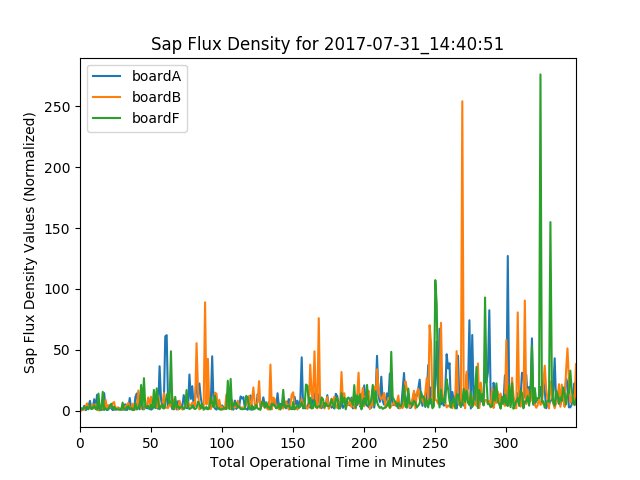 Sap Flux Density for 2017-07-31_14:40:51
boardA
boardB
boardF
Sap Flux Density Values (Normalized)
250
200
150
100
50
0
0 50 100 150 200 250 300
Total Operational Time in Minutes